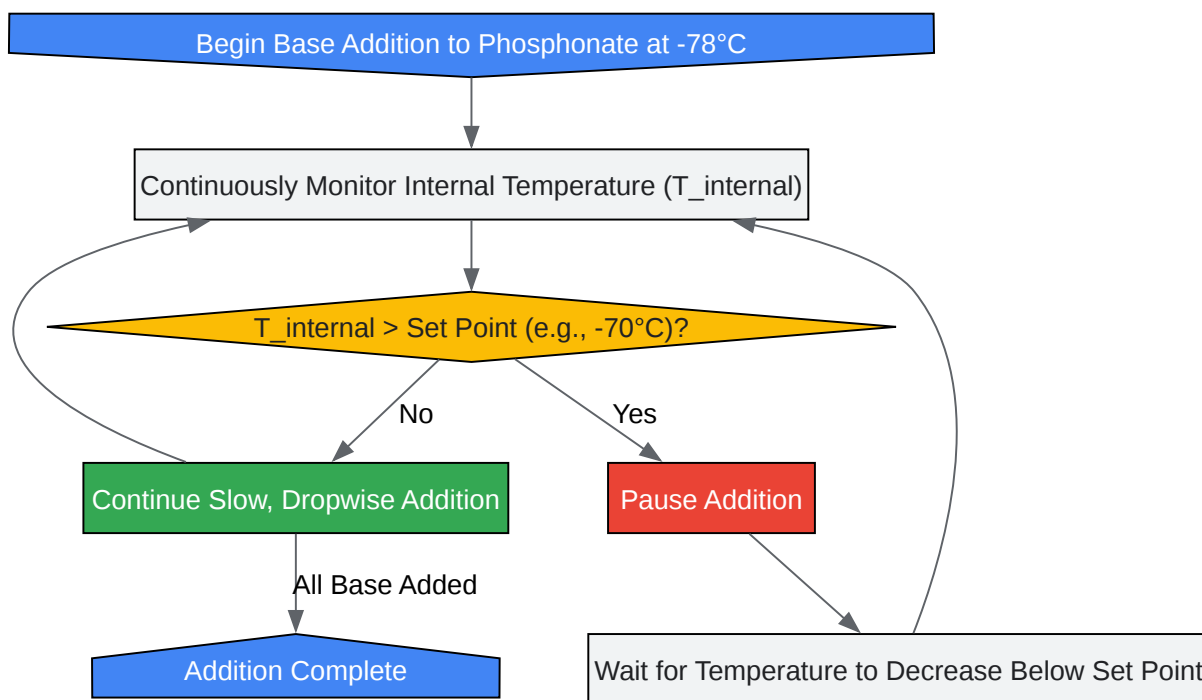 Begin Base Addition to Phosphonate at -78°C
Continuously Monitor Internal Temperature (T_internal)
T_internal > Set Point (e.g., -70°C)?
No
Yes
Continue Slow, Dropwise Addition
Pause Addition
All Base Added
Addition Complete
Wait for Temperature to Decrease Below Set Point